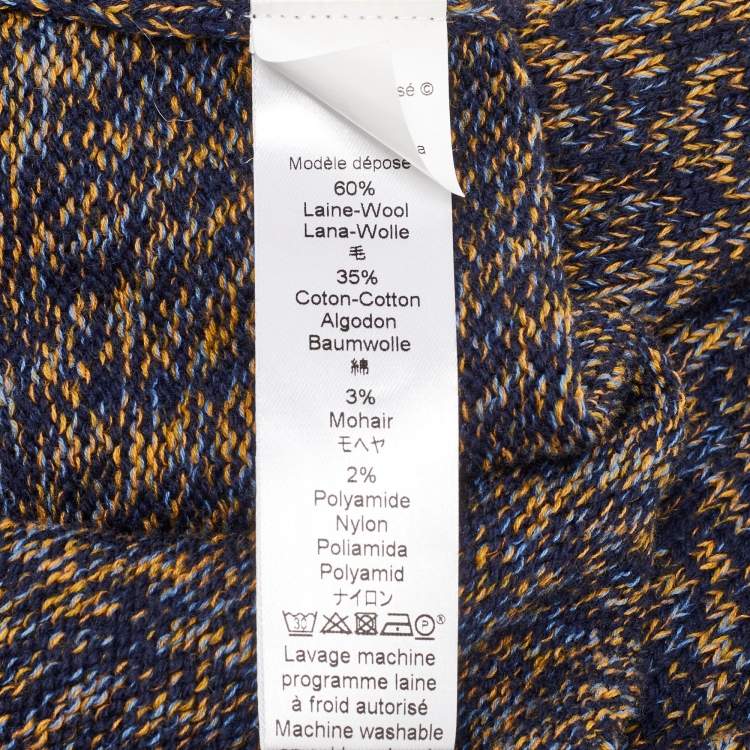 sé ©
a
Modèle déposé
60%
Laine-Wool
Lana-Wolle
毛
35%
Coton-Cotton
Algodon
Baumwolle
綿
3%
Mohair
モヘヤ
2%
Polyamide
Nylon
Poliamida
Polyamid
ナイロン
30 P ®
Lavage machine
programme laine
à froid autorisé
Machine washable